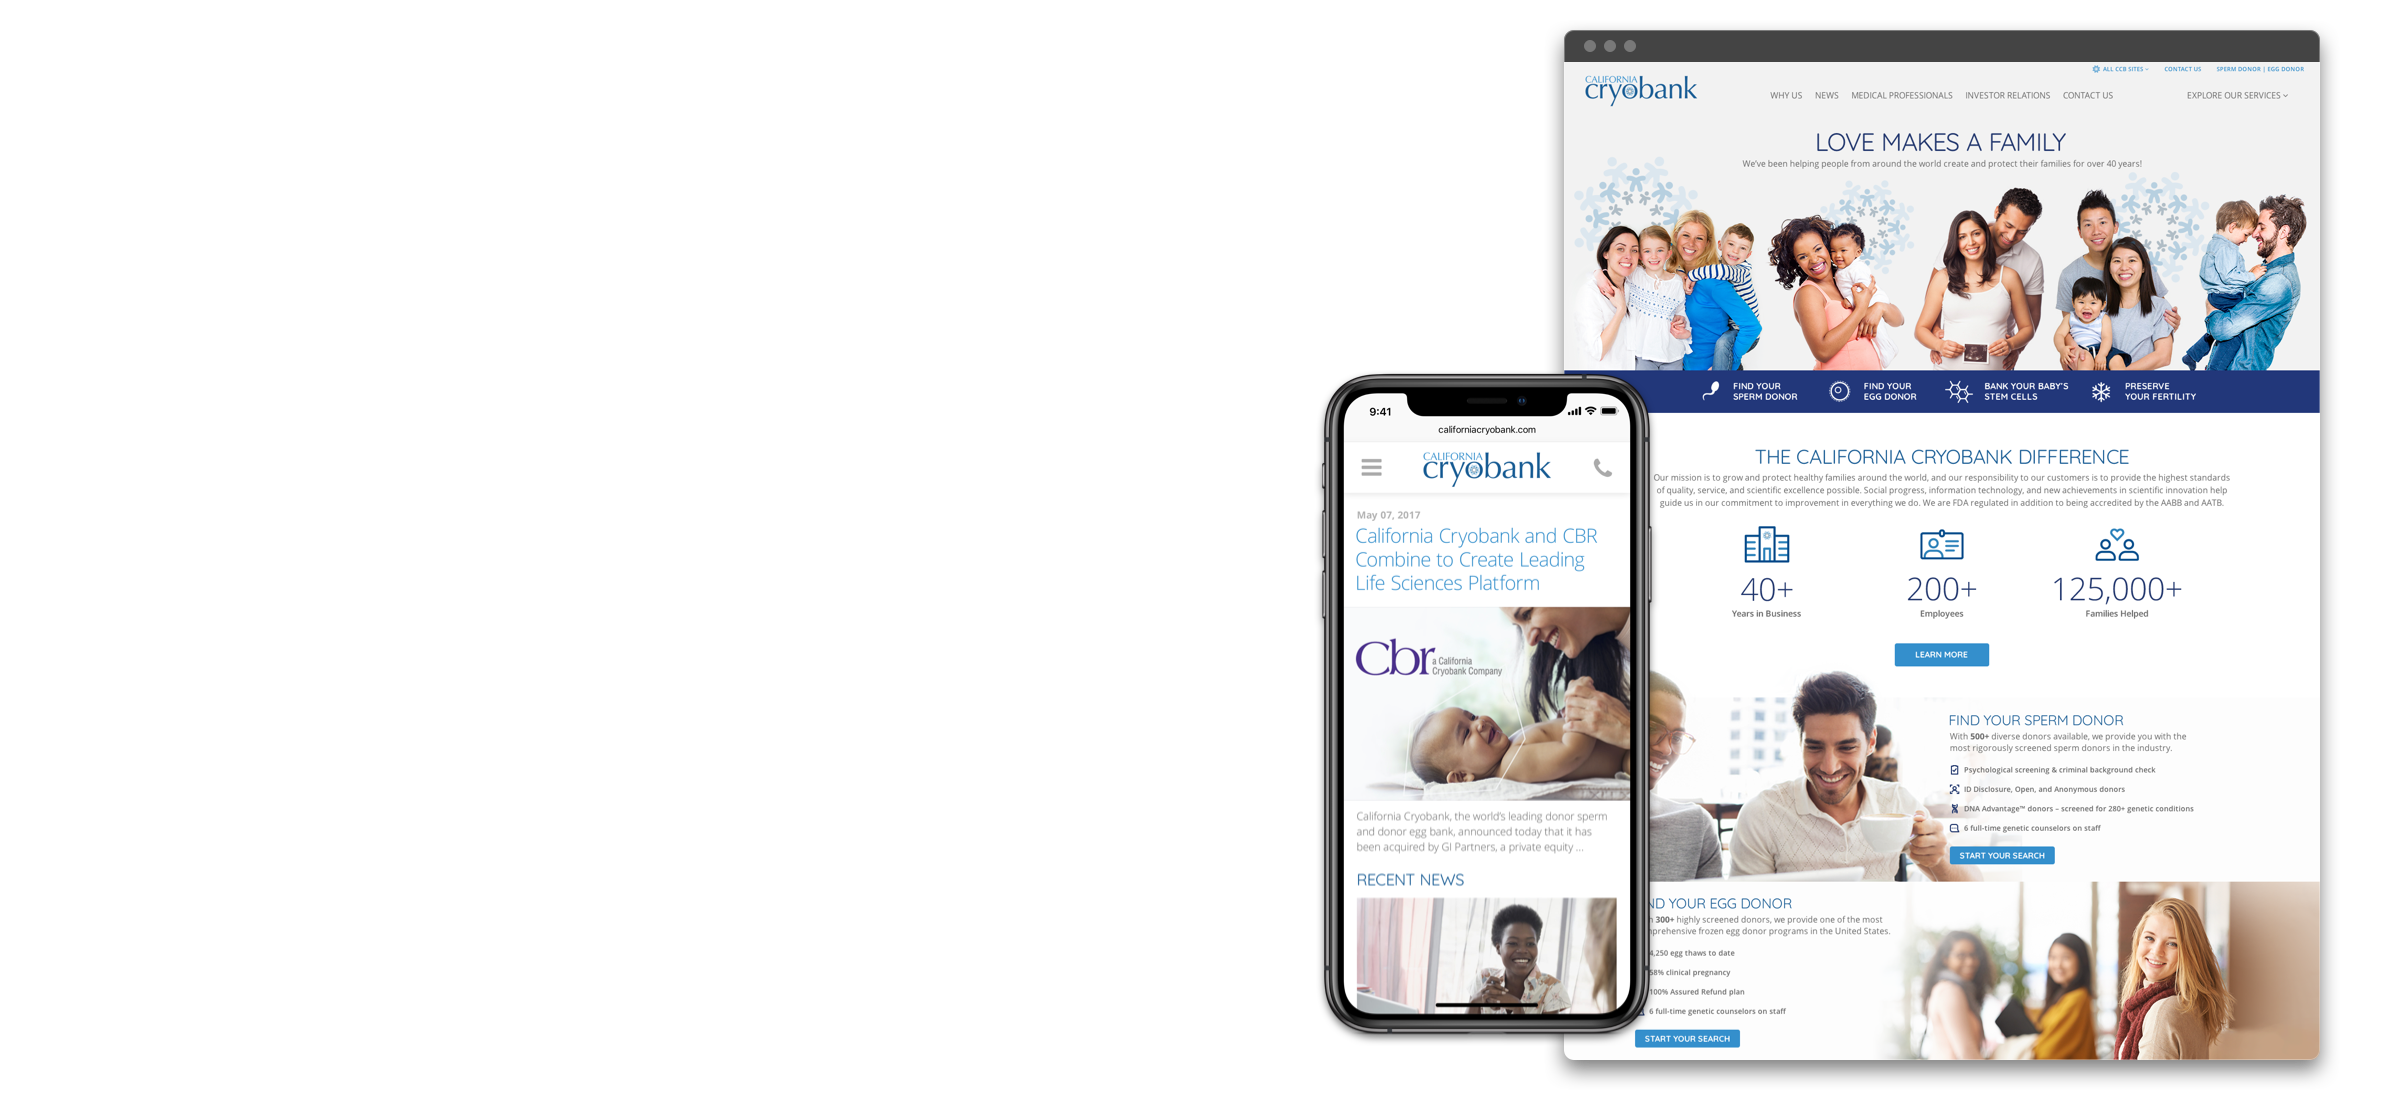 ALL CCB SITES
CONTACT US
SPERM DONOR | EGG DONOR
CALIFORNIA
cryobank
WHY US
NEWS
MEDICAL PROFESSIONALS
INVESTOR RELATIONS
CONTACT US
EXPLORE OUR SERVICES
LOVE MAKES A FAMILY
We've been helping people from around the world create and protect their families for over 40 years!
FIND YOUR
SPERM DONOR
FIND YOUR
EGG DONOR
BANK YOUR BABY'S
STEM CELLS
PRESERVE
YOUR FERTILITY
THE CALIFORNIA CRYOBANK DIFFERENCE
Our mission is to grow and protect healthy families around the world, and our responsibility to our customers is to provide the highest standards
of quality, service, and scientific excellence possible. Social progress, information technology, and new achievements in scientific innovation help
guide us in our commitment to improvement in everything we do. We are FDA regulated in addition to being accredited by the AABB and AATB.
40+
Years in Business
200+
Employees
125,000+
Families Helped
LEARN MORE
FIND YOUR SPERM DONOR
With 500+ diverse donors available, we provide you with the
most rigorously screened sperm donors in the industry.
Psychological screening & criminal background check
ID Disclosure, Open, and Anonymous donors
DNA Advantage™ donors – screened for 280+ genetic conditions
6 full-time genetic counselors on staff
START YOUR SEARCH
ND YOUR EGG DONOR
300+ highly screened donors, we provide one of the most
prehensive frozen egg donor programs in the United States.
4,250 egg thaws to date
58% clinical pregnancy
100% Assured Refund plan
6 full-time genetic counselors on staff
START YOUR SEARCH
9:41
californiacryobank.com
CALIFORNIA
cryobank
May 07, 2017
California Cryobank and CBR
Combine to Create Leading
Life Sciences Platform
Cbr
a California
Cryobank Company
California Cryobank, the world's leading donor sperm
and donor egg bank, announced today that it has
been acquired by GI Partners, a private equity ...
RECENT NEWS